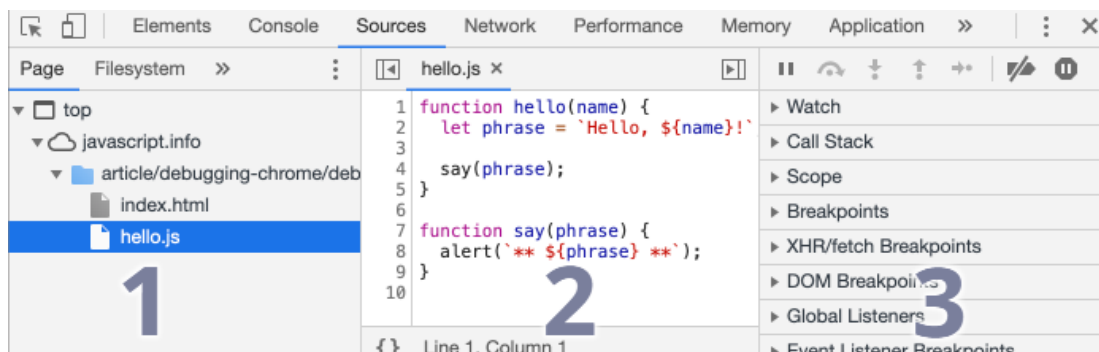 Elements Console Sources Network Performance Memory Application »
Page Filesystem »
top
javascript.info
article/debugging-chrome/deb
index.html
hello.js
1
hello.js ×
1 function hello(name) {
2 let phrase = `Hello, ${name}!`
3
4 say(phrase);
5 }
6
7 function say(phrase) {
8 alert(`** ${phrase} **`);
9 }
10
{} Line 1, Column 1
2
Watch
Call Stack
Scope
Breakpoints
XHR/fetch Breakpoints
DOM Breakpoints
Global Listeners
Event Listener Breakpoints
3